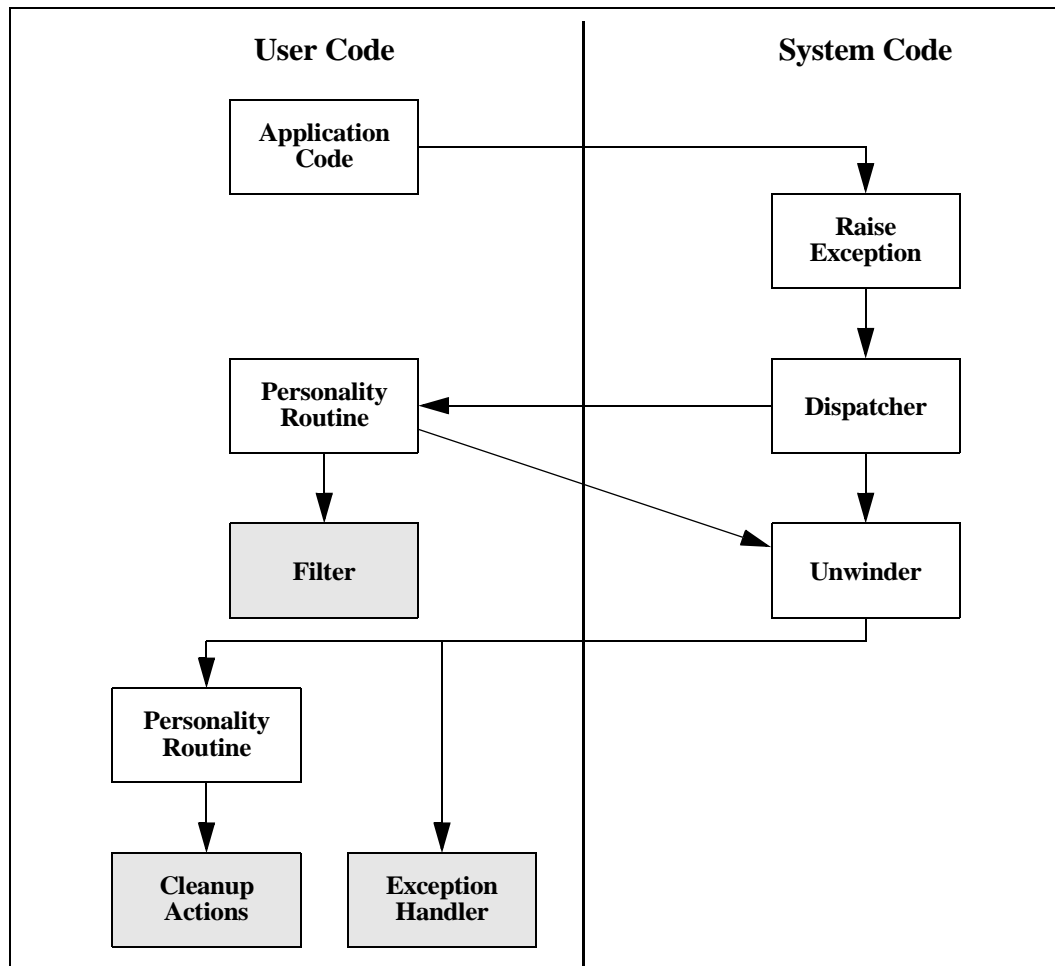 User Code
System Code
Application
Code
Raise
Exception
Personality
Routine
Dispatcher
Filter
Unwinder
Personality
Routine
Cleanup
Actions
Exception
Handler